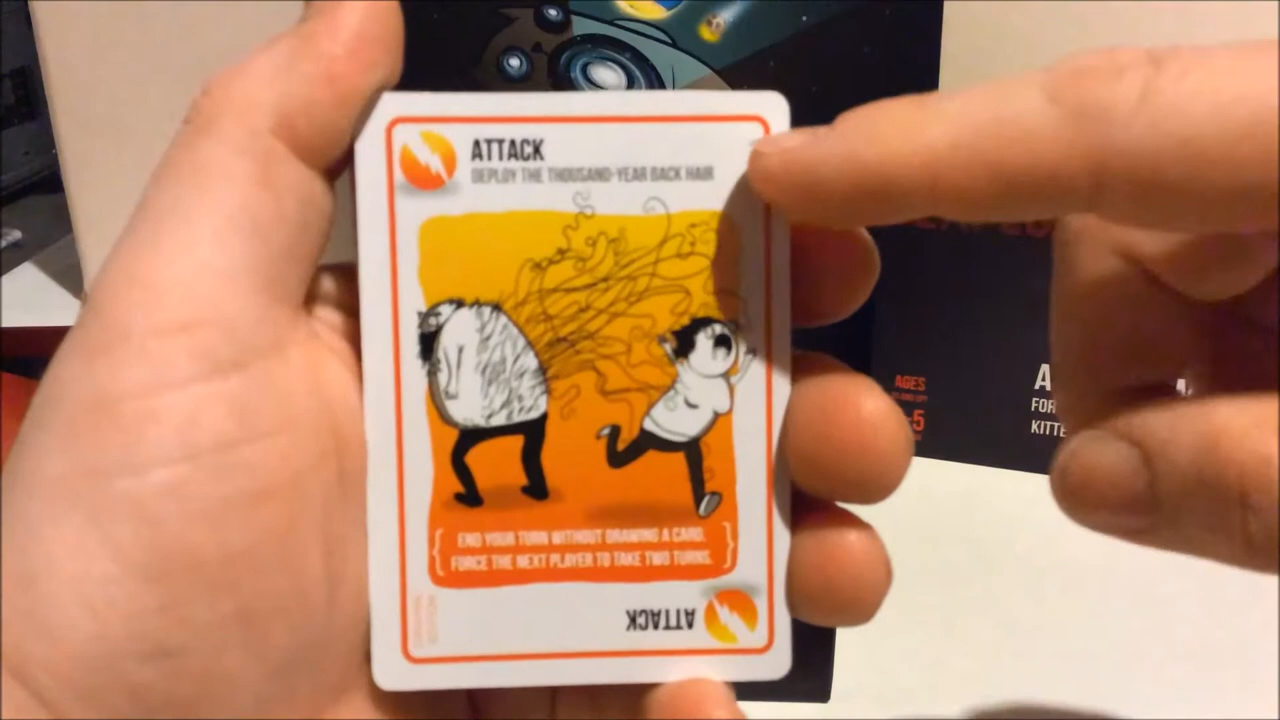 ATTACK
DEPLOY THE THOUSAND-YEAR BACK HAIR
END YOUR TURN WITHOUT DRAWING A CARD.
FORCE THE NEXT PLAYER TO TAKE TWO TURNS.
ATTACK
AGES
-5
A
FOR
KITTE